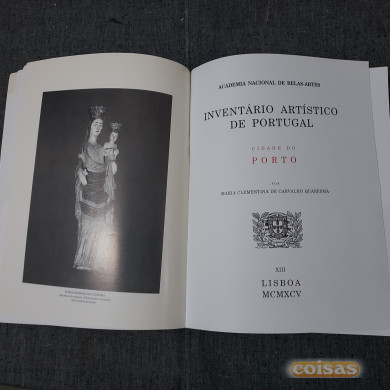 ACADEMIA NACIONAL DE BELAS-ARTES
INVENTÁRIO ARTÍSTICO
DE PORTUGAL
CIDADE DO
PORTO
POR
MARIA CLEMENTINA DE CARVALHO QUARESMA
XIII
LISBOA
MCMXCV
coisas